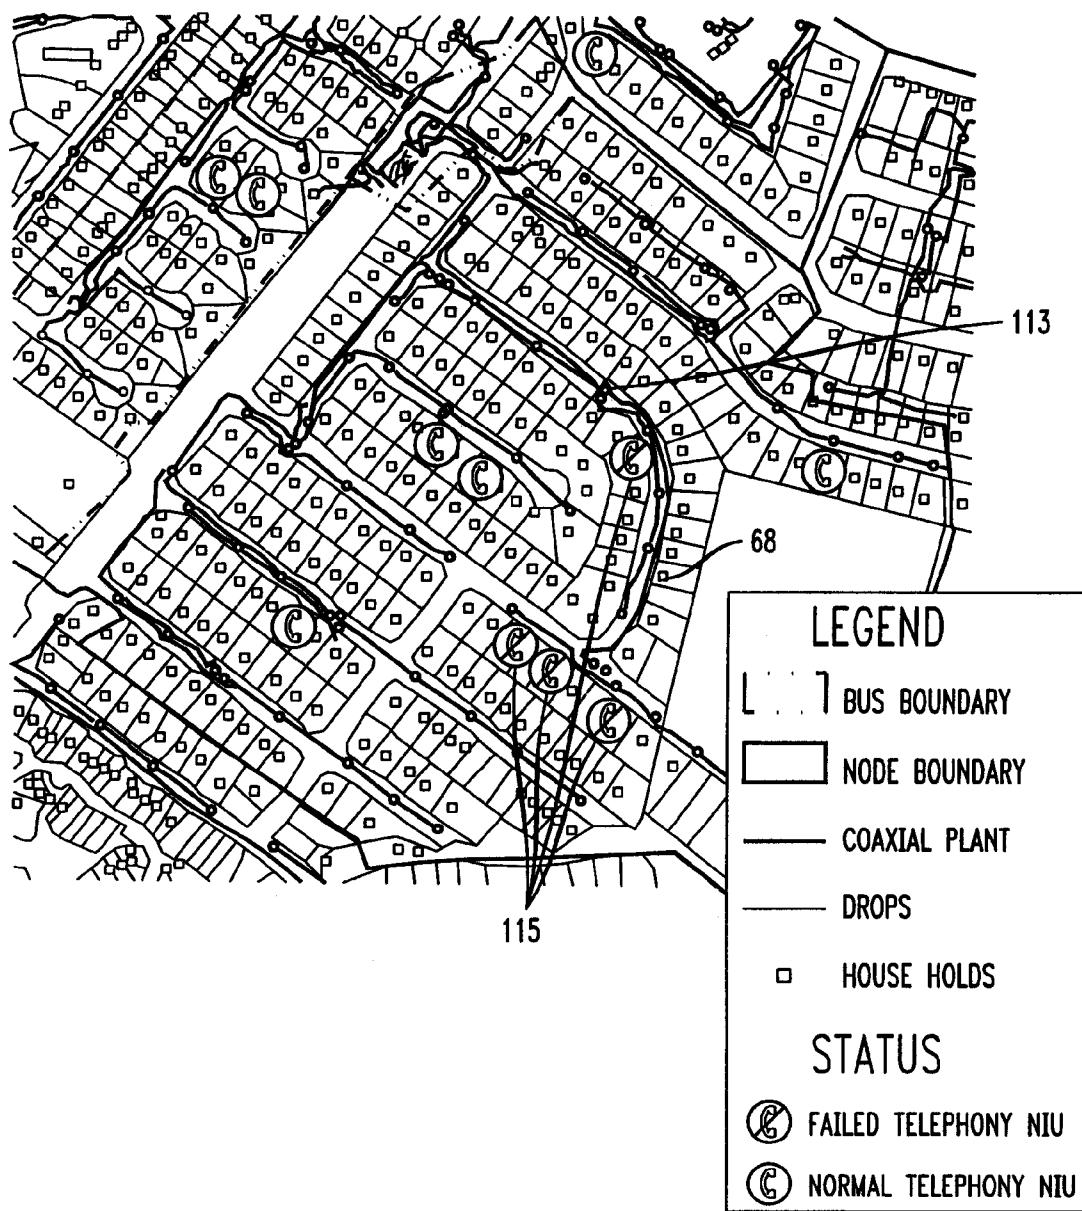 113
68
115
LEGEND
BUS BOUNDARY
NODE BOUNDARY
COAXIAL PLANT
DROPS
HOUSE HOLDS
STATUS
FAILED TELEPHONY NIU
NORMAL TELEPHONY NIU